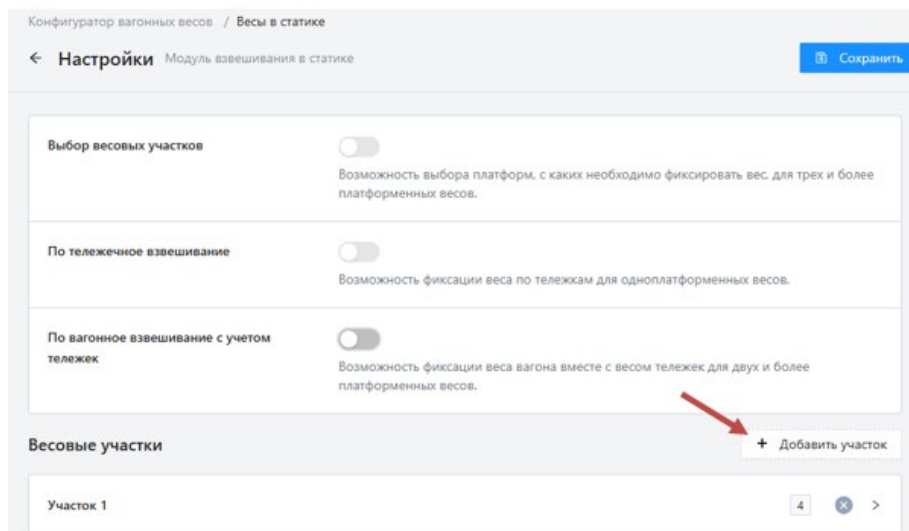 Конфигуратор вагонных весов / Весы в статике
← Настройки Модуль взвешивания в статике Сохранить
Выбор весовых участков
Возможность выбора платформ, с каких необходимо фиксировать вес, для трех и более
платформенных весов.
По тележечное взвешивание
Возможность фиксации веса по тележкам для одноплатформенных весов.
По вагонное взвешивание с учетом
тележек
Возможность фиксации веса вагона вместе с весом тележек для двух и более
платформенных весов.
Весовые участки + Добавить участок
Участок 1 4 >